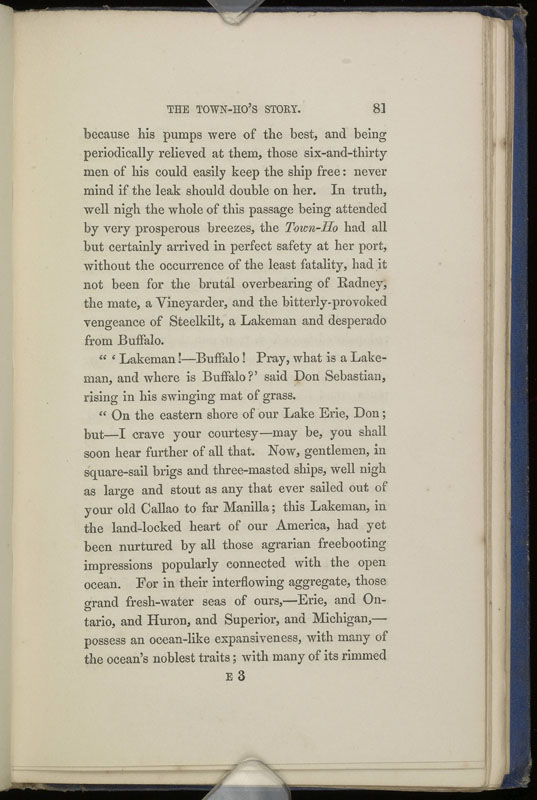 THE TOWN-HO'S STORY. 81
because his pumps were of the best, and being
periodically relieved at them, those six-and-thirty
men of his could easily keep the ship free: never
mind if the leak should double on her. In truth,
well nigh the whole of this passage being attended
by very prosperous breezes, the Town-Ho had all
but certainly arrived in perfect safety at her port,
without the occurrence of the least fatality, had it
not been for the brutal overbearing of Radney,
the mate, a Vineyarder, and the bitterly-provoked
vengeance of Steelkilt, a Lakeman and desperado
from Buffalo.
“ ‘ Lakeman!—Buffalo! Pray, what is a Lake-
man, and where is Buffalo?’ said Don Sebastian,
rising in his swinging mat of grass.
“ On the eastern shore of our Lake Erie, Don;
but—I crave your courtesy—may be, you shall
soon hear further of all that. Now, gentlemen, in
square-sail brigs and three-masted ships, well nigh
as large and stout as any that ever sailed out of
your old Callao to far Manilla; this Lakeman, in
the land-locked heart of our America, had yet
been nurtured by all those agrarian freebooting
impressions popularly connected with the open
ocean. For in their interflowing aggregate, those
grand fresh-water seas of ours,—Erie, and On-
tario, and Huron, and Superior, and Michigan,—
possess an ocean-like expansiveness, with many of
the ocean's noblest traits; with many of its rimmed
E 3